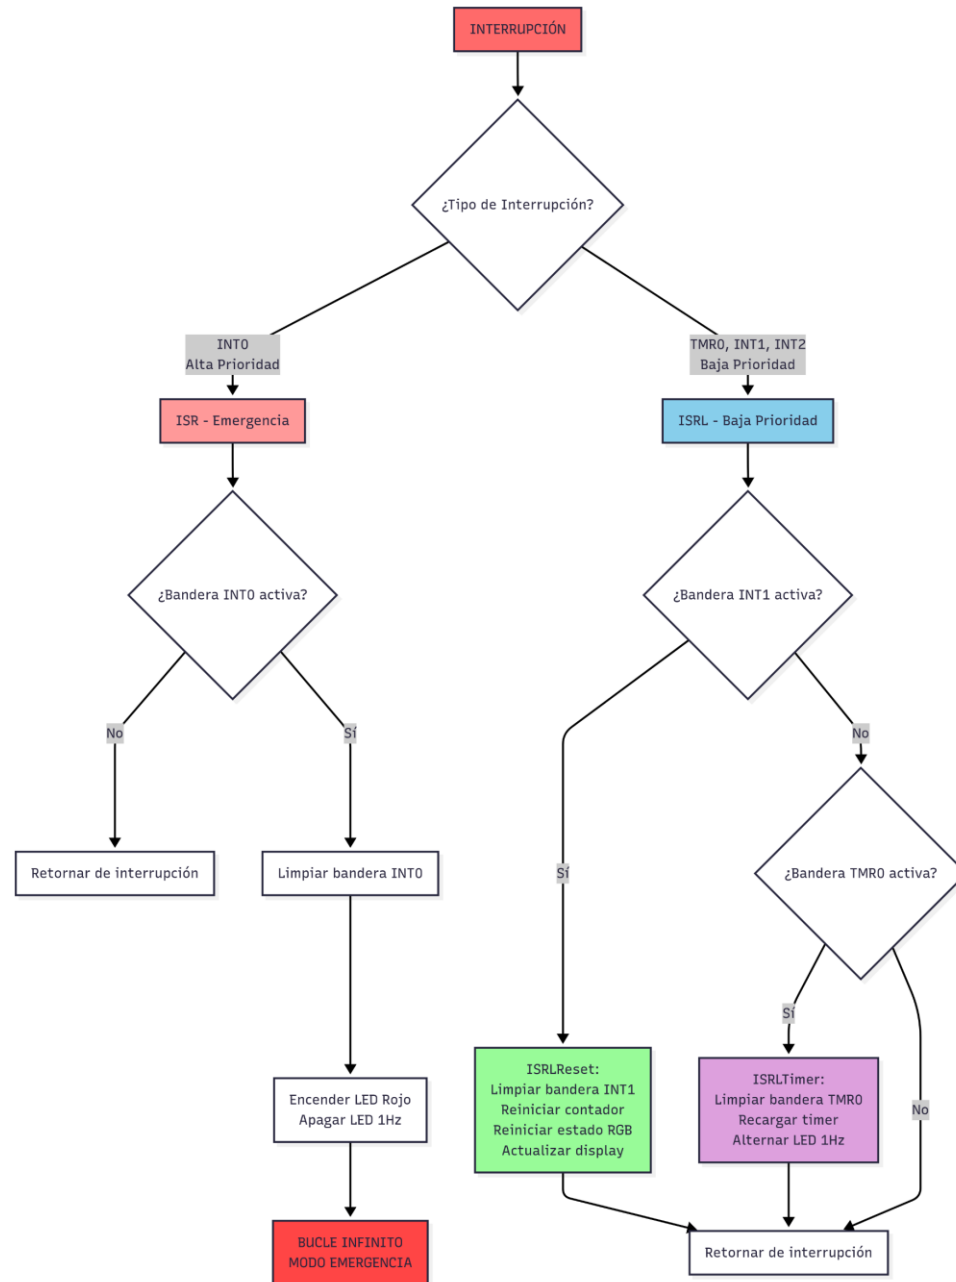 INTERRUPCIÓN
¿Tipo de Interrupción?
INT0
Alta Prioridad
TMR0, INT1, INT2
Baja Prioridad
ISR - Emergencia
ISRL - Baja Prioridad
¿Bandera INT0 activa?
¿Bandera INT1 activa?
No
Sí
No
Retornar de interrupción
Limpiar bandera INT0
Sí
¿Bandera TMR0 activa?
Sí
No
Encender LED Rojo
Apagar LED 1Hz
ISRLReset:
Limpiar bandera INT1
Reiniciar contador
Reiniciar estado RGB
Actualizar display
ISRLTimer:
Limpiar bandera TMR0
Recargar timer
Alternar LED 1Hz
BUCLE INFINITO
MODO EMERGENCIA
Retornar de interrupción